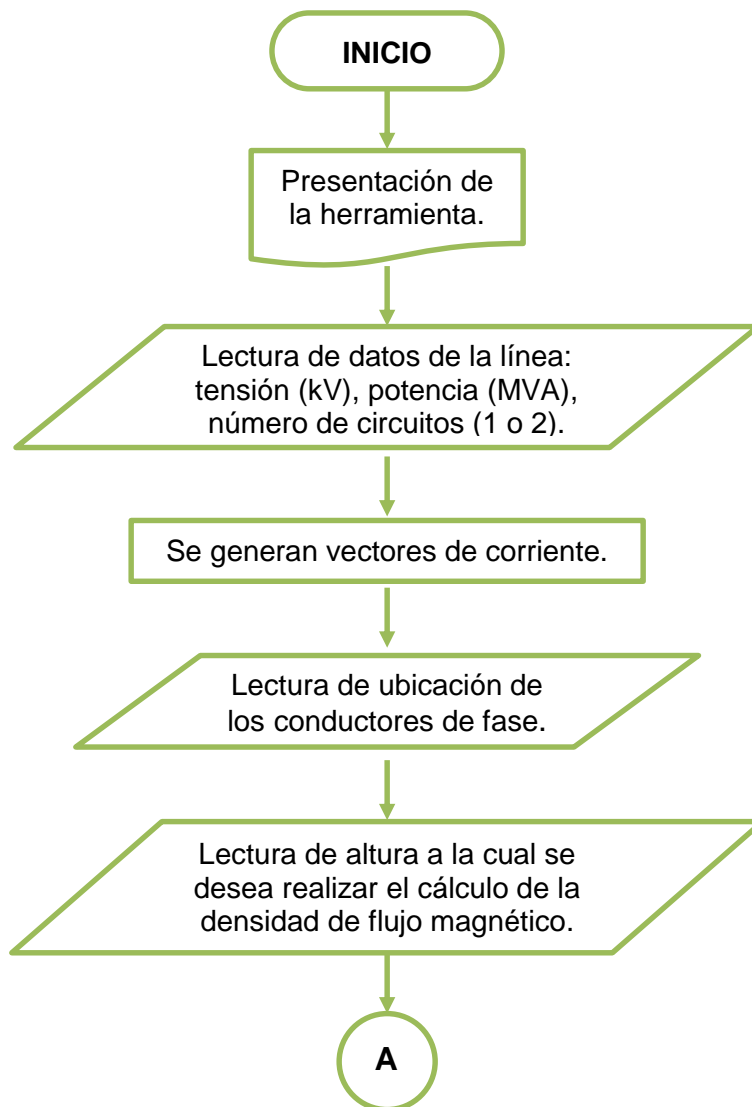 INICIO
Presentación de
la herramienta.
Lectura de datos de la línea:
tensión (kV), potencia (MVA),
número de circuitos (1 o 2).
Se generan vectores de corriente.
Lectura de ubicación de
los conductores de fase.
Lectura de altura a la cual se
desea realizar el cálculo de la
densidad de flujo magnético.
A